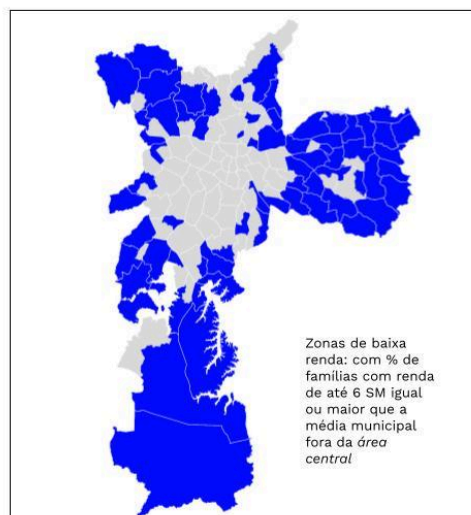 Zonas de baixa
renda: com % de
famílias com renda
de até 6 SM igual
ou maior que a
média municipal
fora da área
central